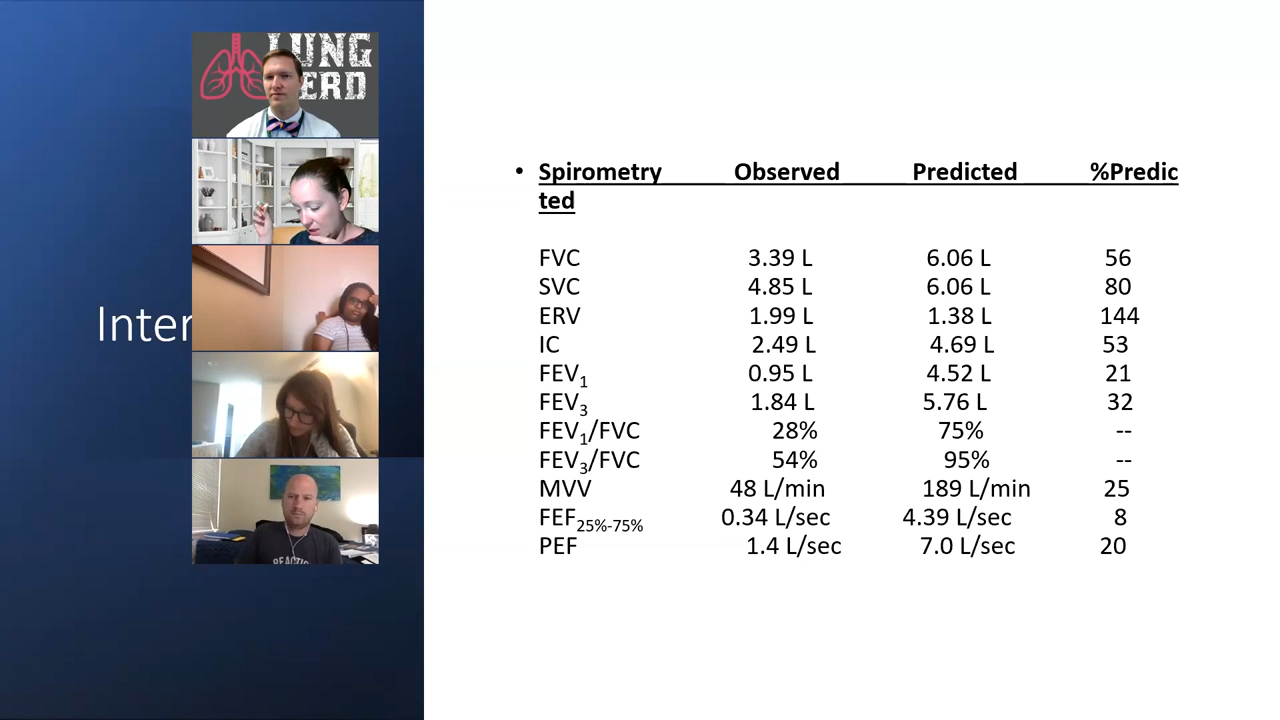 LUNG
ERD
Inter
• Spirometry Observed Predicted %Predic
ted
FVC 3.39 L 6.06 L 56
SVC 4.85 L 6.06 L 80
ERV 1.99 L 1.38 L 144
IC 2.49 L 4.69 L 53
FEV1 0.95 L 4.52 L 21
FEV3 1.84 L 5.76 L 32
FEV1/FVC 28% 75% --
FEV3/FVC 54% 95% --
MVV 48 L/min 189 L/min 25
FEF25%-75% 0.34 L/sec 4.39 L/sec 8
PEF 1.4 L/sec 7.0 L/sec 20